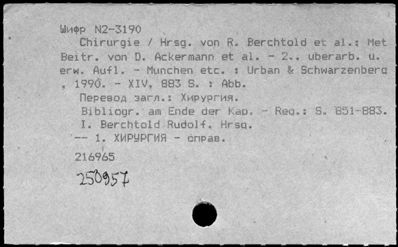 Шифр N2-3190
Chirurgie / Hrsg. von R. Berchtold et al.: Met
Beitr. von D. Ackermann et al. - 2., uberarb. u.
erw. Aufl. - Munchen etc. : Urban & Schwarzenberg
, 1990. - XIV, 883 S. : Abb.
Перевод загл.: Хирургия.
Bibliogr. am Ende der Kap. - Reg.: S. 851-883.
I. Berchtold Rudolf, Hrsg.
-- 1. ХИРУРГИЯ - справ.
216965
250957